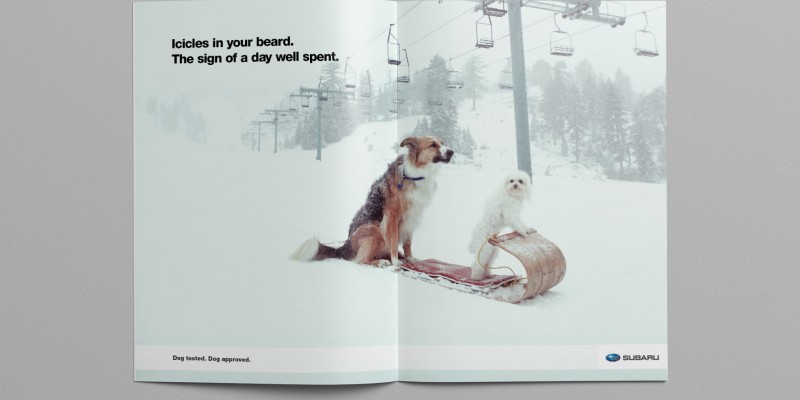 Icicles in your beard.
The sign of a day well spent.
Dog tested. Dog approved.
SUBARU